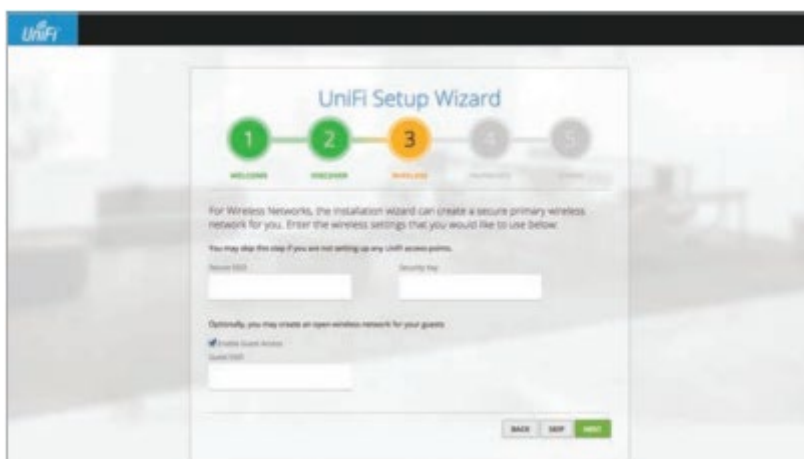 UniFi
UniFi Setup Wizard
1 2 3 4 5
WELCOME DISCOVER WIRELESS
For Wireless Networks, the installation wizard can create a secure primary wireless
network for you. Enter the wireless settings that you would like to use below.
You may skip this step if you are not setting up any UniFi access points.
Secure SSID Security Key
Optionally, you may create an open wireless network for your guests
Enable Guest Access
Guest SSID
BACK SKIP NEXT